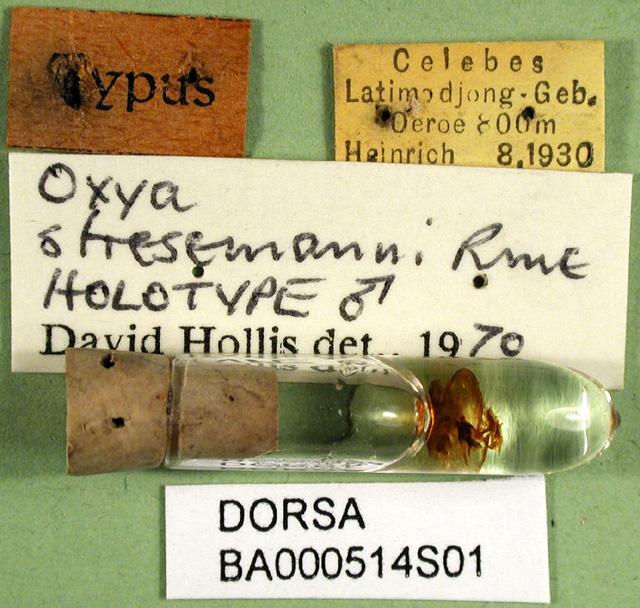 Typus
Celebes
Latimodjong-Geb.
Oeroe 800m
Heinrich 8.1930
Oxya
stresemanni Rme
HOLOTYPE ♂
David Hollis det. 1970
DORSA
BA000514S01